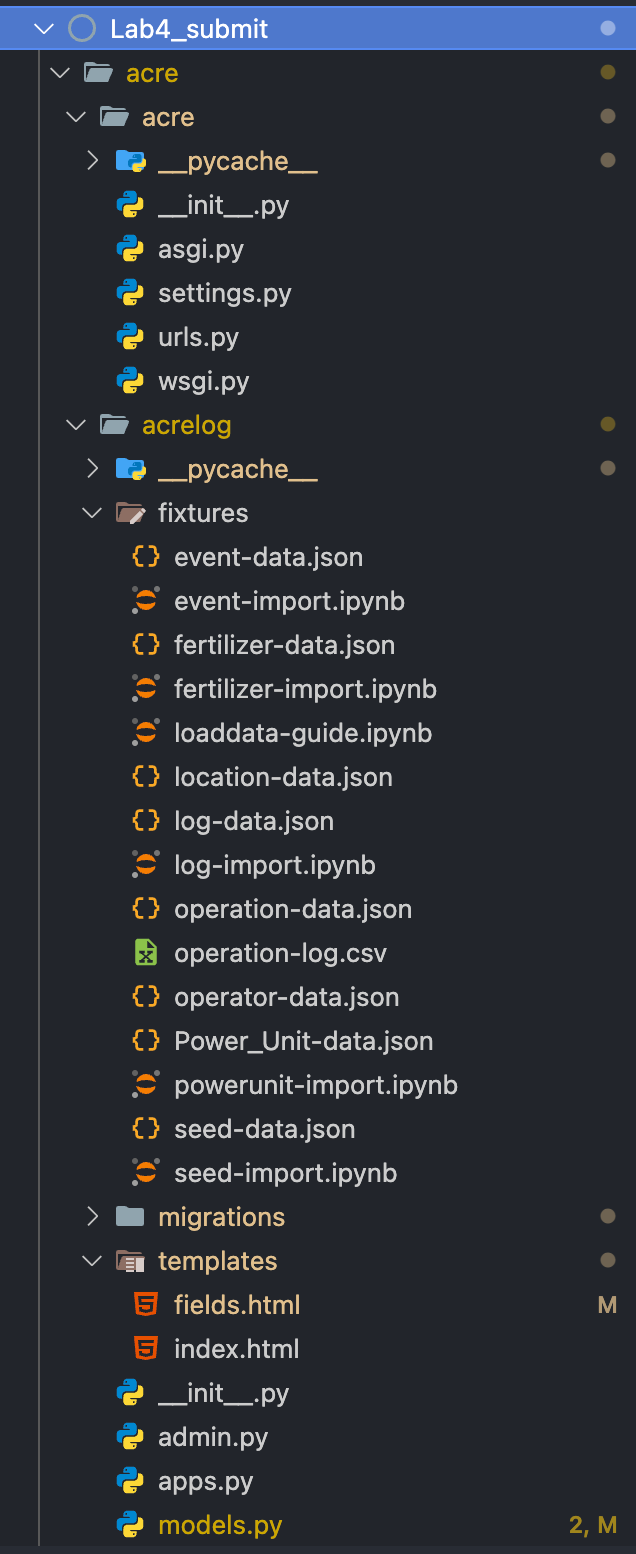 Lab4_submit
acre
acre
__pycache__
__init__.py
asgi.py
settings.py
urls.py
wsgi.py
acrelog
__pycache__
fixtures
event-data.json
event-import.ipynb
fertilizer-data.json
fertilizer-import.ipynb
loaddata-guide.ipynb
location-data.json
log-data.json
log-import.ipynb
operation-data.json
operation-log.csv
operator-data.json
Power_Unit-data.json
powerunit-import.ipynb
seed-data.json
seed-import.ipynb
migrations
templates
fields.html M
index.html
__init__.py
admin.py
apps.py
models.py 2, M